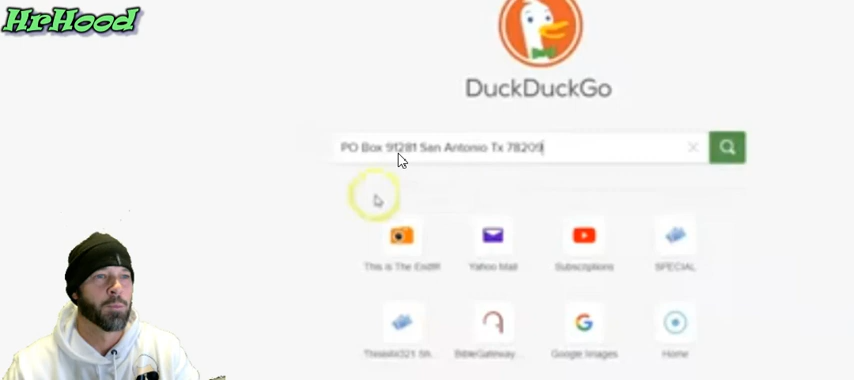 HrHood
DuckDuckGo
PO Box 91281 San Antonio Tx 78209
This is The End!!!
Yahoo Mail
Subscriptions
SPECIAL
BibleGateway...
Google Images
Home